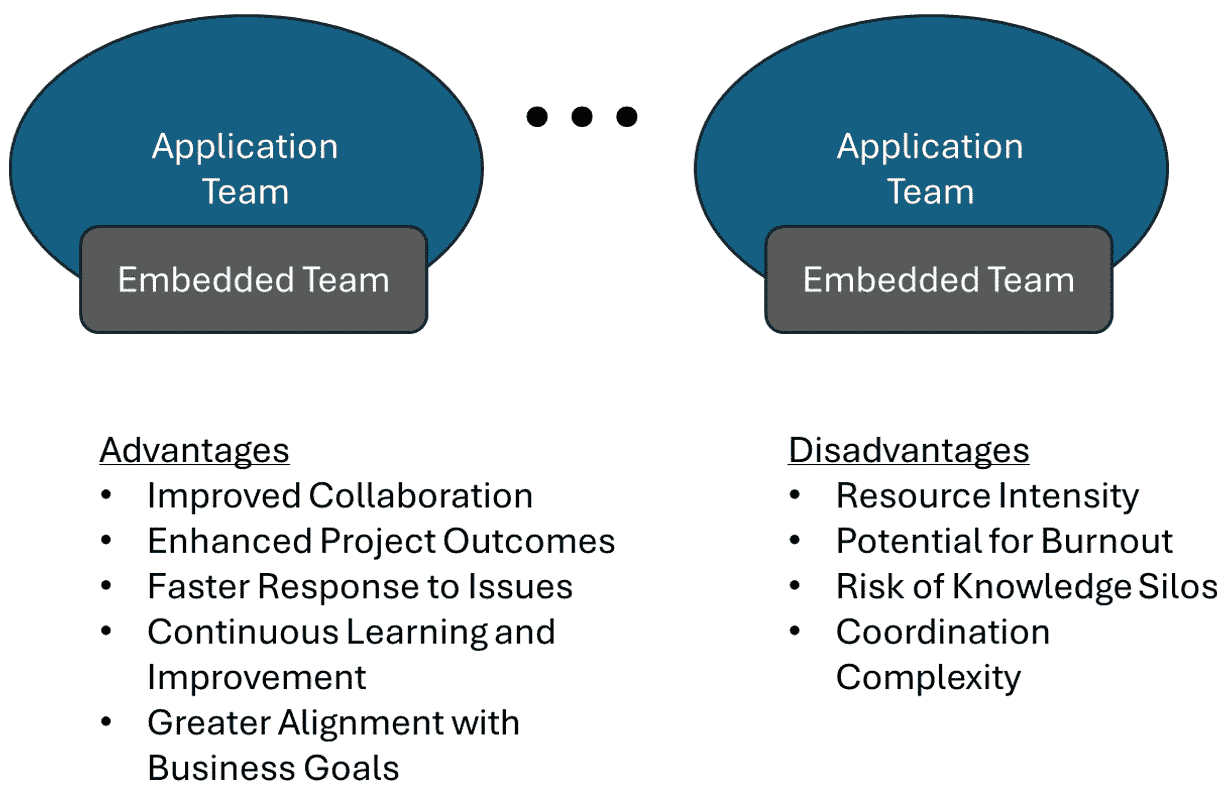 Application
Team
Embedded Team
• • •
Application
Team
Embedded Team
Advantages
• Improved Collaboration
• Enhanced Project Outcomes
• Faster Response to Issues
• Continuous Learning and
Improvement
• Greater Alignment with
Business Goals
Disadvantages
• Resource Intensity
• Potential for Burnout
• Risk of Knowledge Silos
• Coordination
Complexity